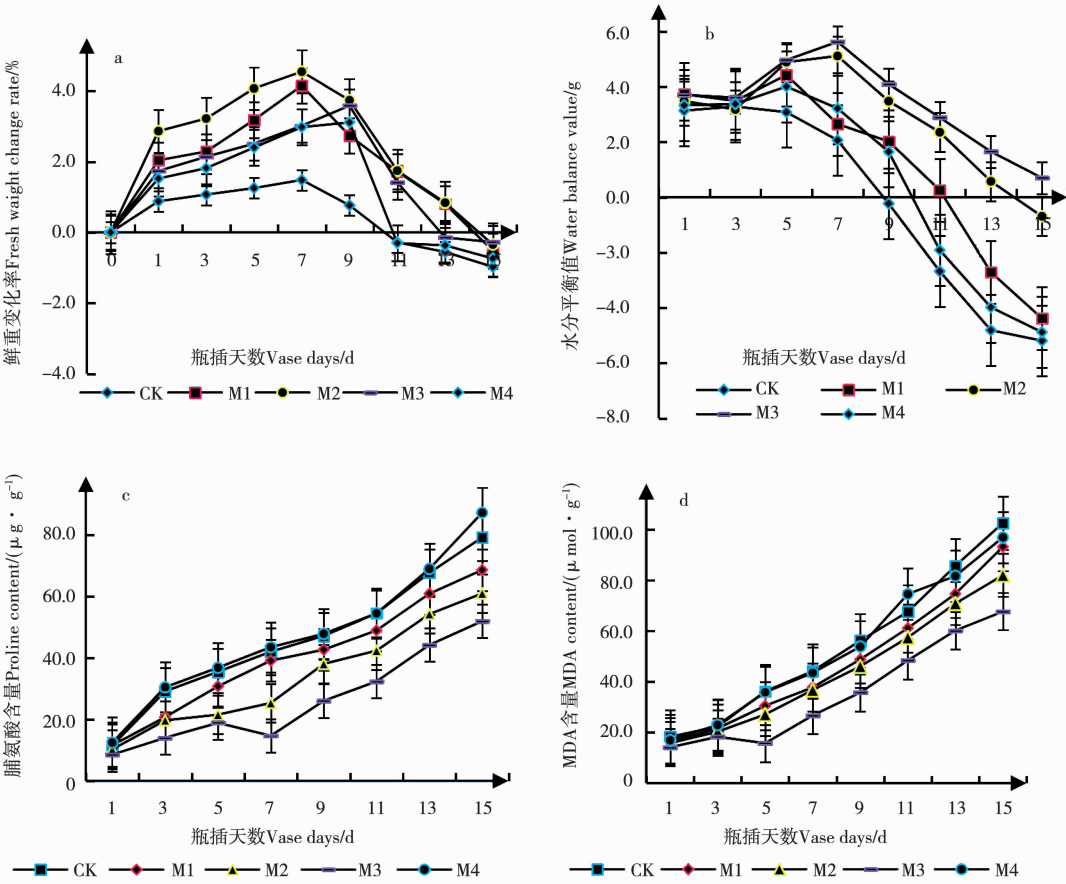 a
4.0
2.0
0.0
−2.0
−4.0
0 1 3 5 7 9 11 13 15
鲜重变化率Fresh waight change rate/%
瓶插天数Vase days/d
CK M1 M2 M3 M4
b
6.0
4.0
2.0
0.0
−3.0
−4.0
−6.0
−8.0
1 3 5 7 9 11 13 15
水分平衡值Water balance value/g
瓶插天数Vase days/d
CK M1 M2
M3 M4
c
80.0
60.0
40.0
20.0
0
1 3 5 7 9 11 13 15
脯氨酸含量Proline content/(μg·g⁻¹)
瓶插天数Vase days/d
CK M1 M2 M3 M4
d
100.0
80.0
60.0
40.0
20.0
0
1 3 5 7 9 11 13 15
MDA含量MDA content/(μmol·g⁻¹)
瓶插天数Vase days/d
CK M1 M2 M3 M4